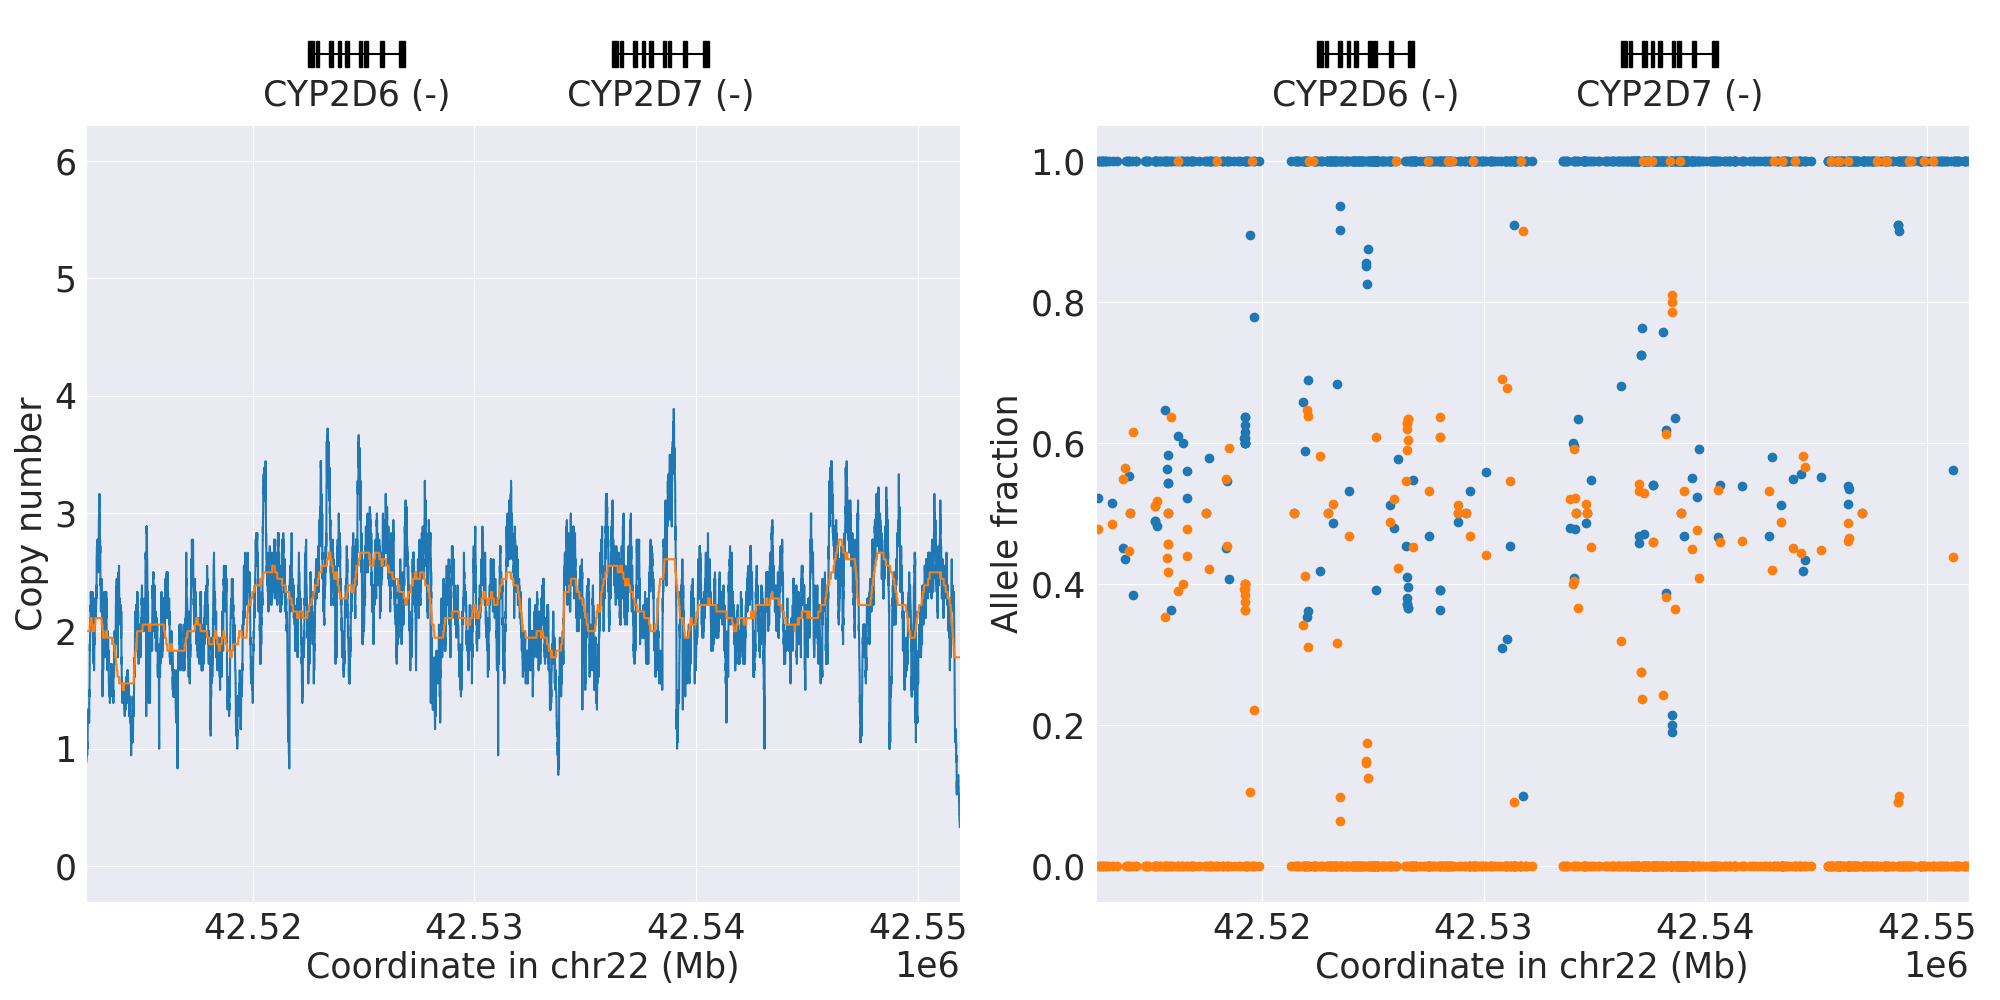 CYP2D6 (-) CYP2D7 (-)
6
5
4
3
2
1
0
Copy number
42.52 42.53 42.54 42.55
Coordinate in chr22 (Mb) 1e6
CYP2D6 (-) CYP2D7 (-)
1.0
0.8
0.6
0.4
0.2
0.0
Allele fraction
42.52 42.53 42.54 42.55
Coordinate in chr22 (Mb) 1e6